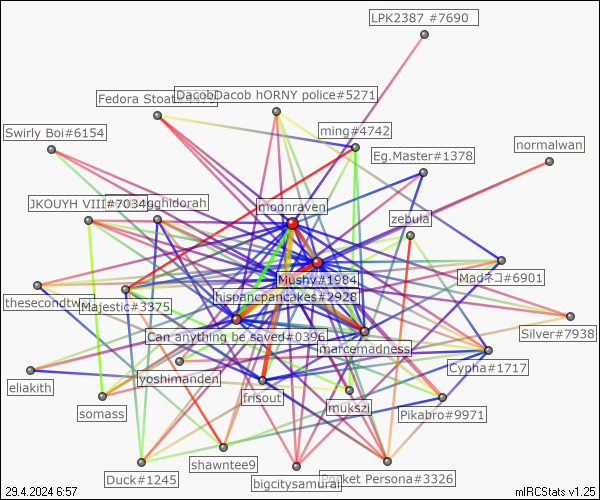 LPK2387 #7690
Fedora Stoat
DacobDacob hORNY police#5271
Swirly Boi#6154
ming#4742
normalwan
Eg.Master#1378
JKOUYH VIII#7034
ghidorah
moonraven
zebula
Mushy#1984
Madネコ#6901
thesecondtw
Majestic#3375
hispancpancakes#2928
Silver#7938
Can anything be saved#0396
marcemadness
Cypha#1717
eliakith
yoshimanden
somass
frisout
mukszi
Pikabro#9971
shawntee9
Duck#1245
bigcitysamurai
Pocket Persona#3326
29.4.2024 6:57
mIRCStats v1.25